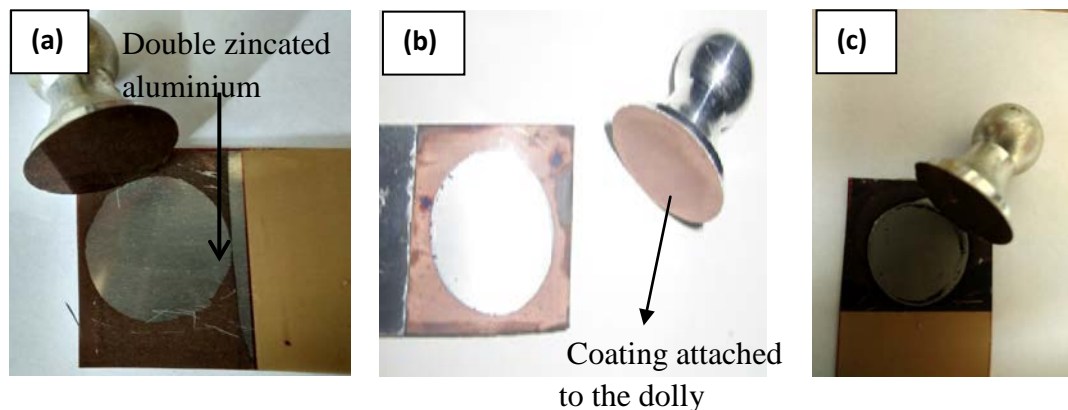 (a)
Double zincated
aluminium
(b)
Coating attached
to the dolly
(c)